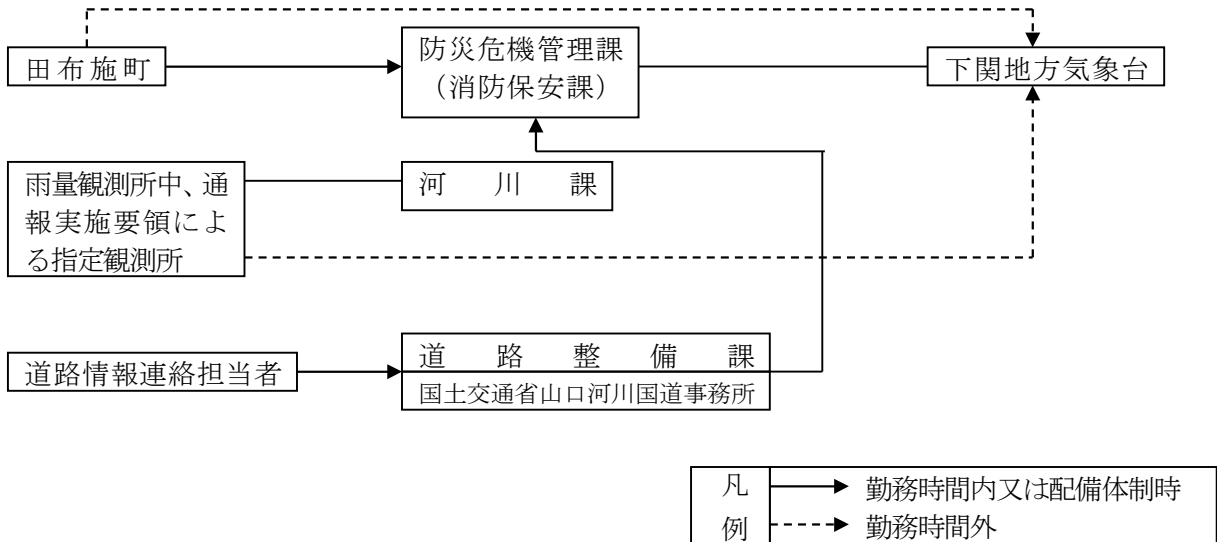 田布施町
防災危機管理課
（消防保安課）
下関地方気象台
雨量観測所中、通
報実施要領によ
る指定観測所
河川課
道路情報連絡担当者
道路整備課
国土交通省山口河川国道事務所
凡
例
勤務時間内又は配備体制時
勤務時間外